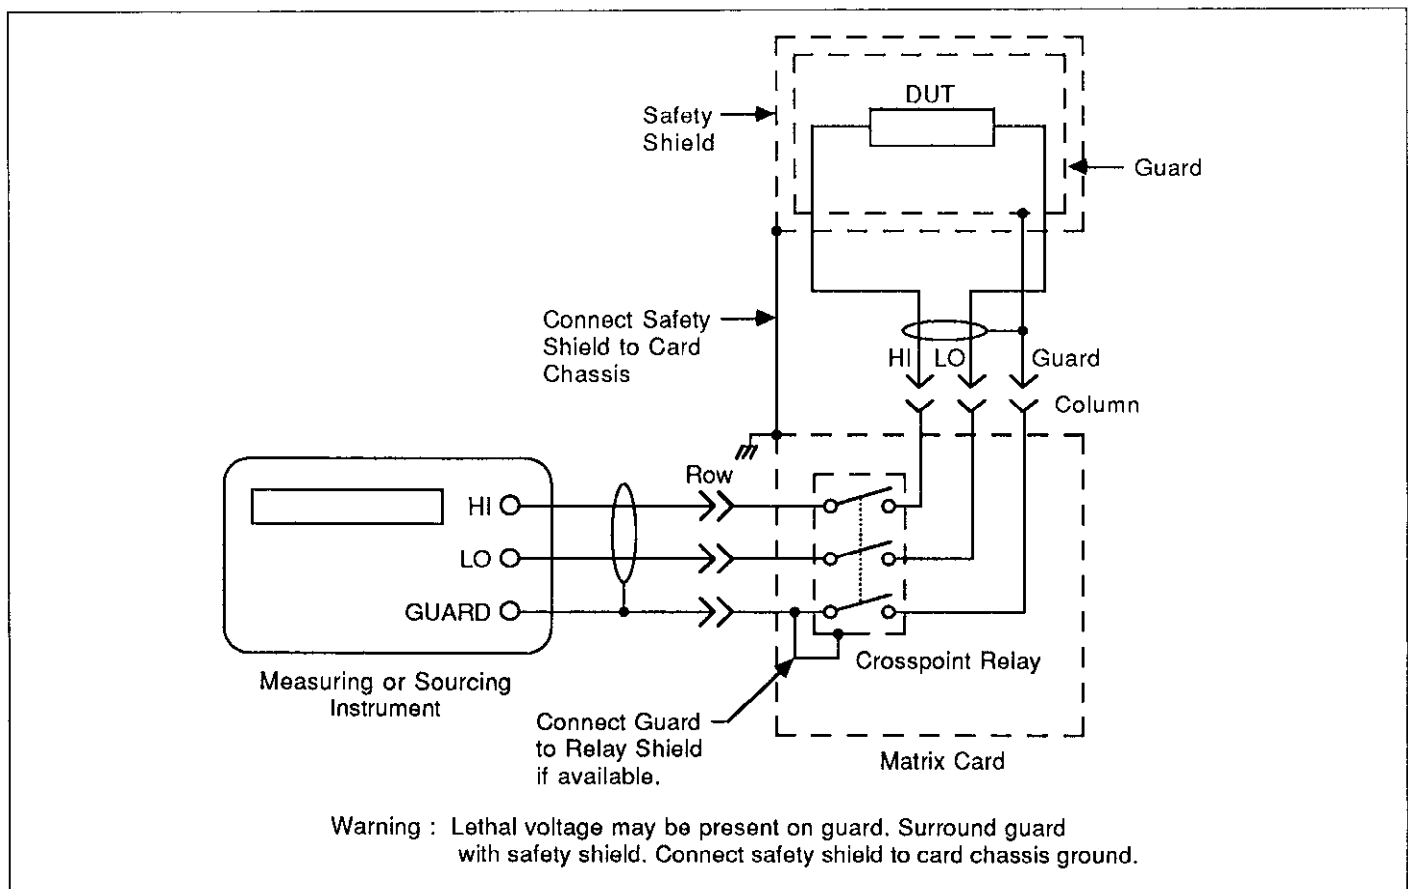 DUT
Safety
Shield
Guard
Connect Safety
Shield to Card
Chassis
HI LO Guard
Column
Row
HI
LO
GUARD
Crosspoint Relay
Measuring or Sourcing
Instrument
Connect Guard
to Relay Shield
if available.
Matrix Card
Warning : Lethal voltage may be present on guard. Surround guard
with safety shield. Connect safety shield to card chassis ground.